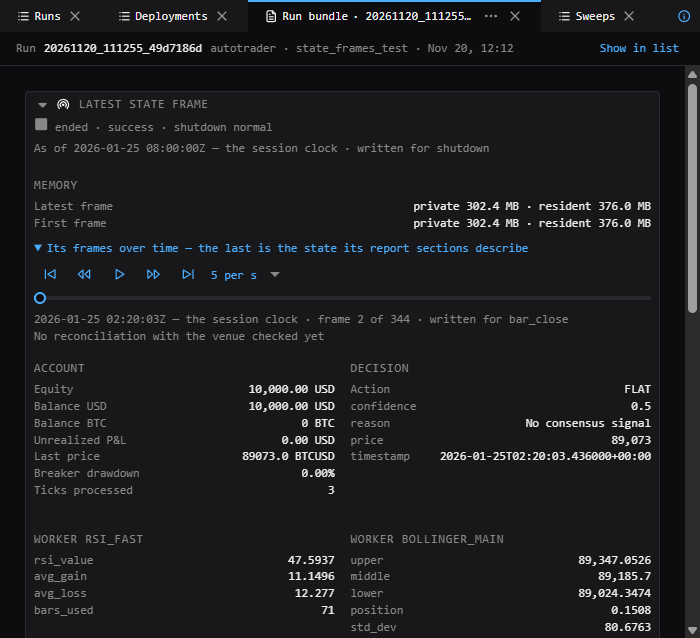 Runs
Deployments
Run bundle · 20261120_111255…
Sweeps
Run 20261120_111255_49d7186d autotrader · state_frames_test · Nov 20, 12:12
Show in list
LATEST STATE FRAME
ended · success · shutdown normal
As of 2026-01-25 08:00:00Z — the session clock · written for shutdown
MEMORY
Latest frame private 302.4 MB · resident 376.0 MB
First frame private 302.4 MB · resident 376.0 MB
Its frames over time — the last is the state its report sections describe
5 per s
2026-01-25 02:20:03Z — the session clock · frame 2 of 344 · written for bar_close
No reconciliation with the venue checked yet
ACCOUNT
Equity 10,000.00 USD
Balance USD 10,000.00 USD
Balance BTC 0 BTC
Unrealized P&L 0.00 USD
Last price 89073.0 BTCUSD
Breaker drawdown 0.00%
Ticks processed 3
DECISION
Action FLAT
confidence 0.5
reason No consensus signal
price 89,073
timestamp 2026-01-25T02:20:03.436000+00:00
WORKER RSI_FAST
rsi_value 47.5937
avg_gain 11.1496
avg_loss 12.277
bars_used 71
WORKER BOLLINGER_MAIN
upper 89,347.0526
middle 89,185.7
lower 89,024.3474
position 0.1508
std_dev 80.6763